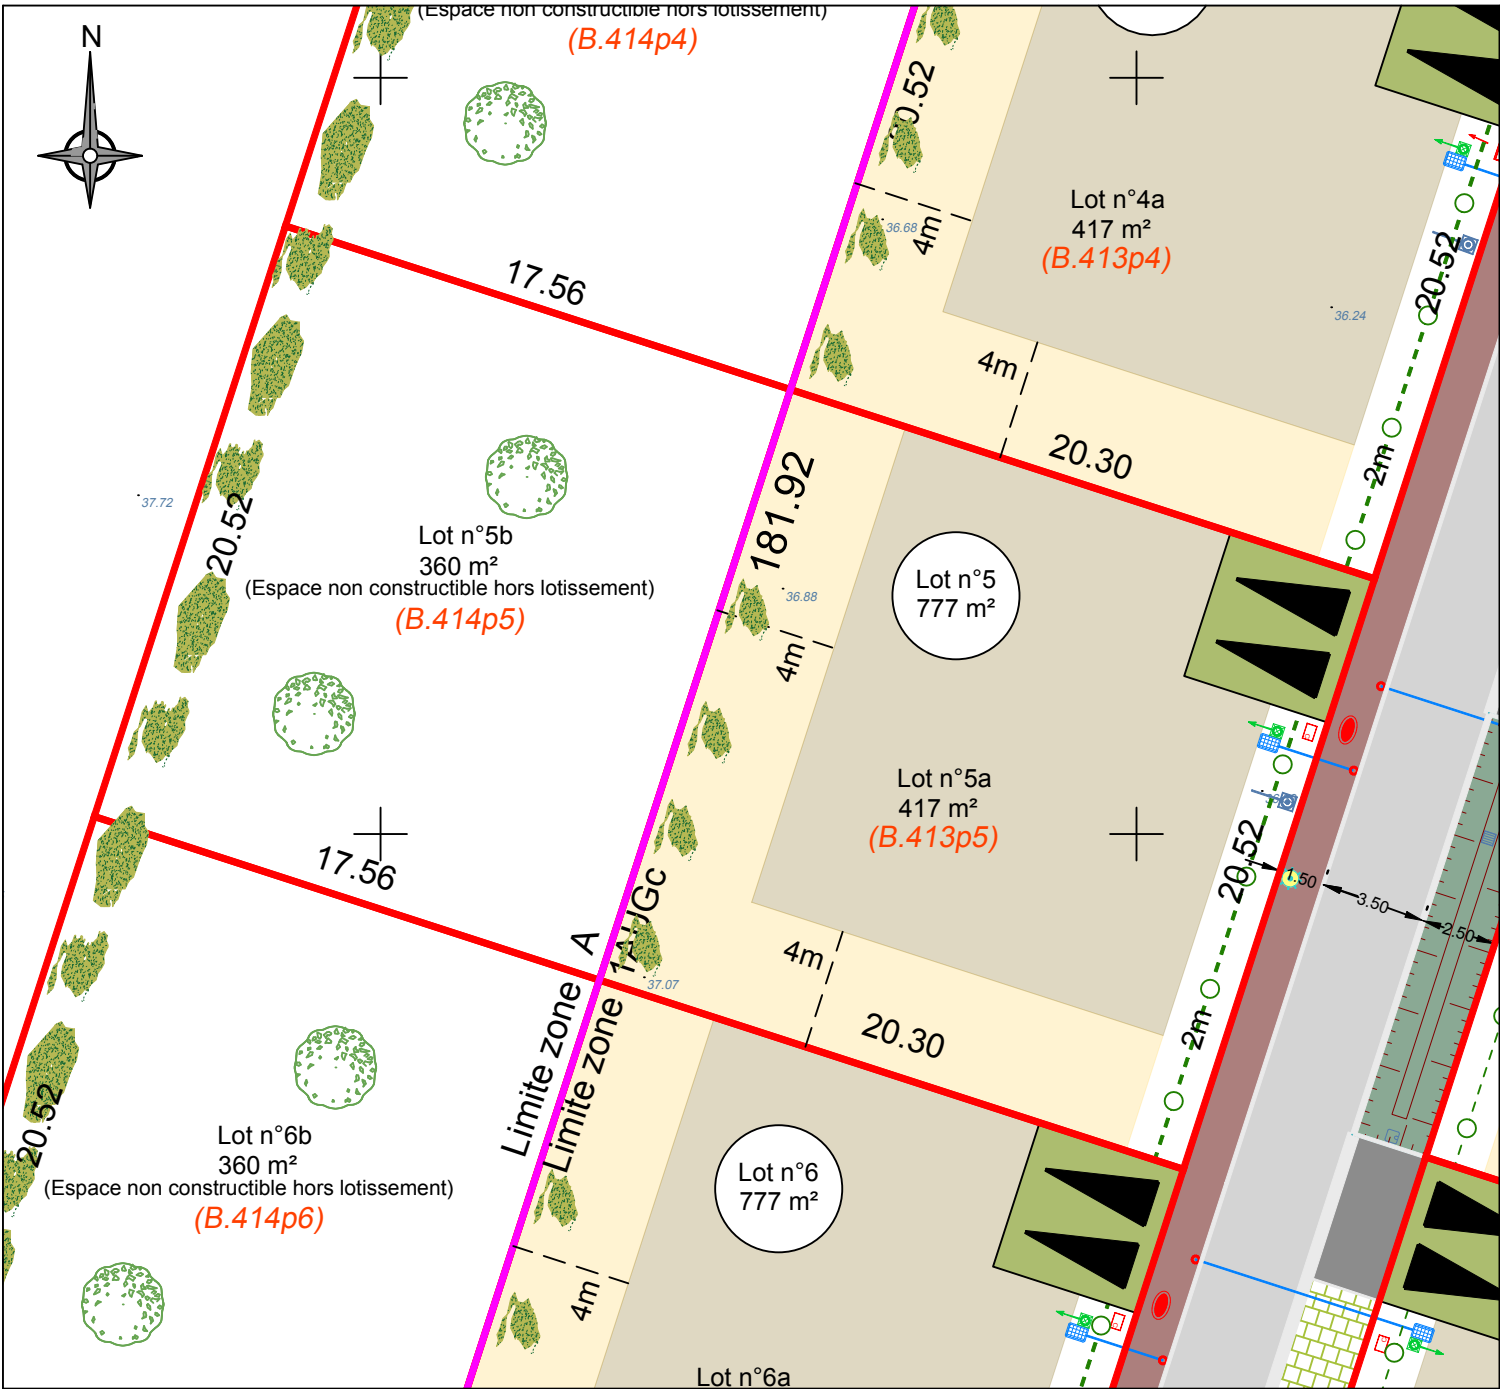 (Espace non constructible hors lotissement)
(B.414p4)
N
20.52
Lot n°4a
417 m²
(B.413p4)
36.68
4m
20.52
36.24
17.56
4m
20.30
2m
181.92
37.72
20.52
Lot n°5b
360 m²
(Espace non constructible hors lotissement)
(B.414p5)
36.88
4m
Lot n°5
777 m²
Lot n°5a
417 m²
(B.413p5)
20.52
1.50
3.50
2.50
17.56
4m
20.30
2m
37.07
Limite zone A
Limite zone 1AUGc
20.52
Lot n°6b
360 m²
(Espace non constructible hors lotissement)
(B.414p6)
Lot n°6
777 m²
4m
Lot n°6a